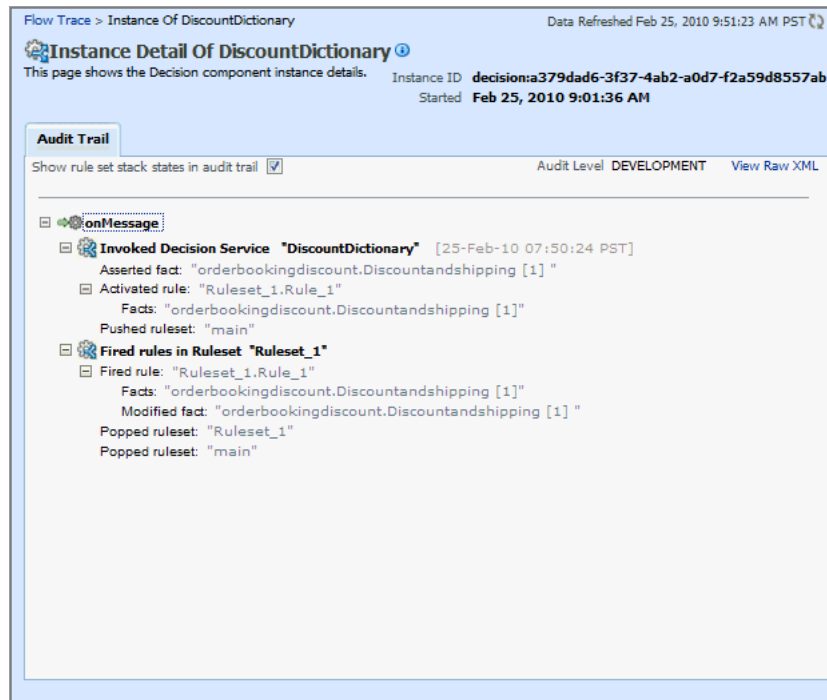 Flow Trace > Instance Of DiscountDictionary
Data Refreshed Feb 25, 2010 9:51:23 AM PST
Instance Detail Of DiscountDictionary
This page shows the Decision component instance details.
Instance ID decision:a379dad6-3f37-4ab2-a0d7-f2a59d8557ab
Started Feb 25, 2010 9:01:36 AM
Audit Trail
Show rule set stack states in audit trail
Audit Level DEVELOPMENT View Raw XML
onMessage
Invoked Decision Service "DiscountDictionary" [25-Feb-10 07:50:24 PST]
Asserted fact: "orderbookingdiscount.Discountandshipping [1] "
Activated rule: "Ruleset_1.Rule_1"
Facts: "orderbookingdiscount.Discountandshipping [1]"
Pushed ruleset: "main"
Fired rules in Ruleset "Ruleset_1"
Fired rule: "Ruleset_1.Rule_1"
Facts: "orderbookingdiscount.Discountandshipping [1]"
Modified fact: "orderbookingdiscount.Discountandshipping [1] "
Popped ruleset: "Ruleset_1"
Popped ruleset: "main"